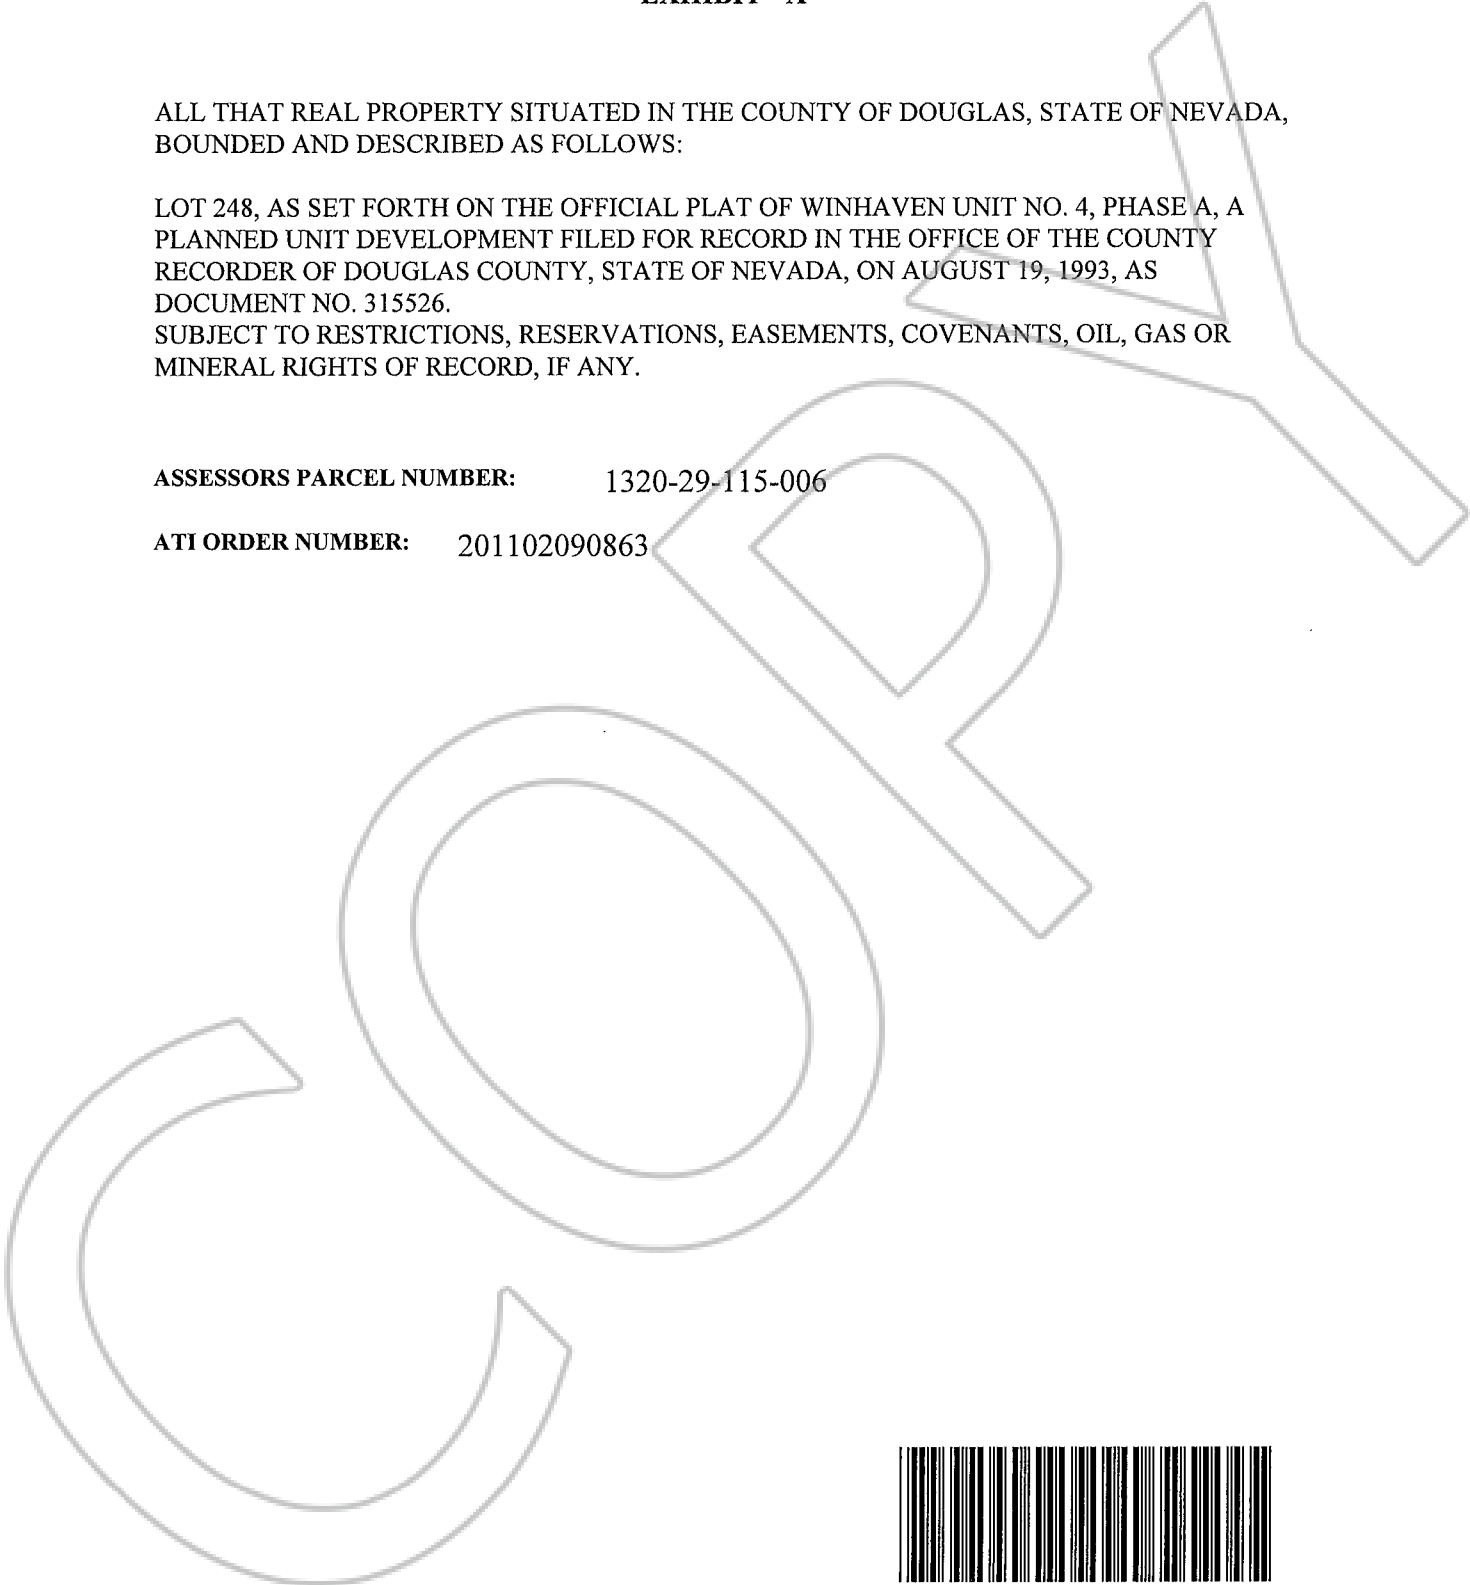 EXHIBIT "A"
ALL THAT REAL PROPERTY SITUATED IN THE COUNTY OF DOUGLAS, STATE OF NEVADA,
BOUNDED AND DESCRIBED AS FOLLOWS:
LOT 248, AS SET FORTH ON THE OFFICIAL PLAT OF WINHAVEN UNIT NO. 4, PHASE A, A
PLANNED UNIT DEVELOPMENT FILED FOR RECORD IN THE OFFICE OF THE COUNTY
RECORDER OF DOUGLAS COUNTY, STATE OF NEVADA, ON AUGUST 19, 1993, AS
DOCUMENT NO. 315526.
SUBJECT TO RESTRICTIONS, RESERVATIONS, EASEMENTS, COVENANTS, OIL, GAS OR
MINERAL RIGHTS OF RECORD, IF ANY.
ASSESSORS PARCEL NUMBER: 1320-29-115-006
ATI ORDER NUMBER: 201102090863
COPY